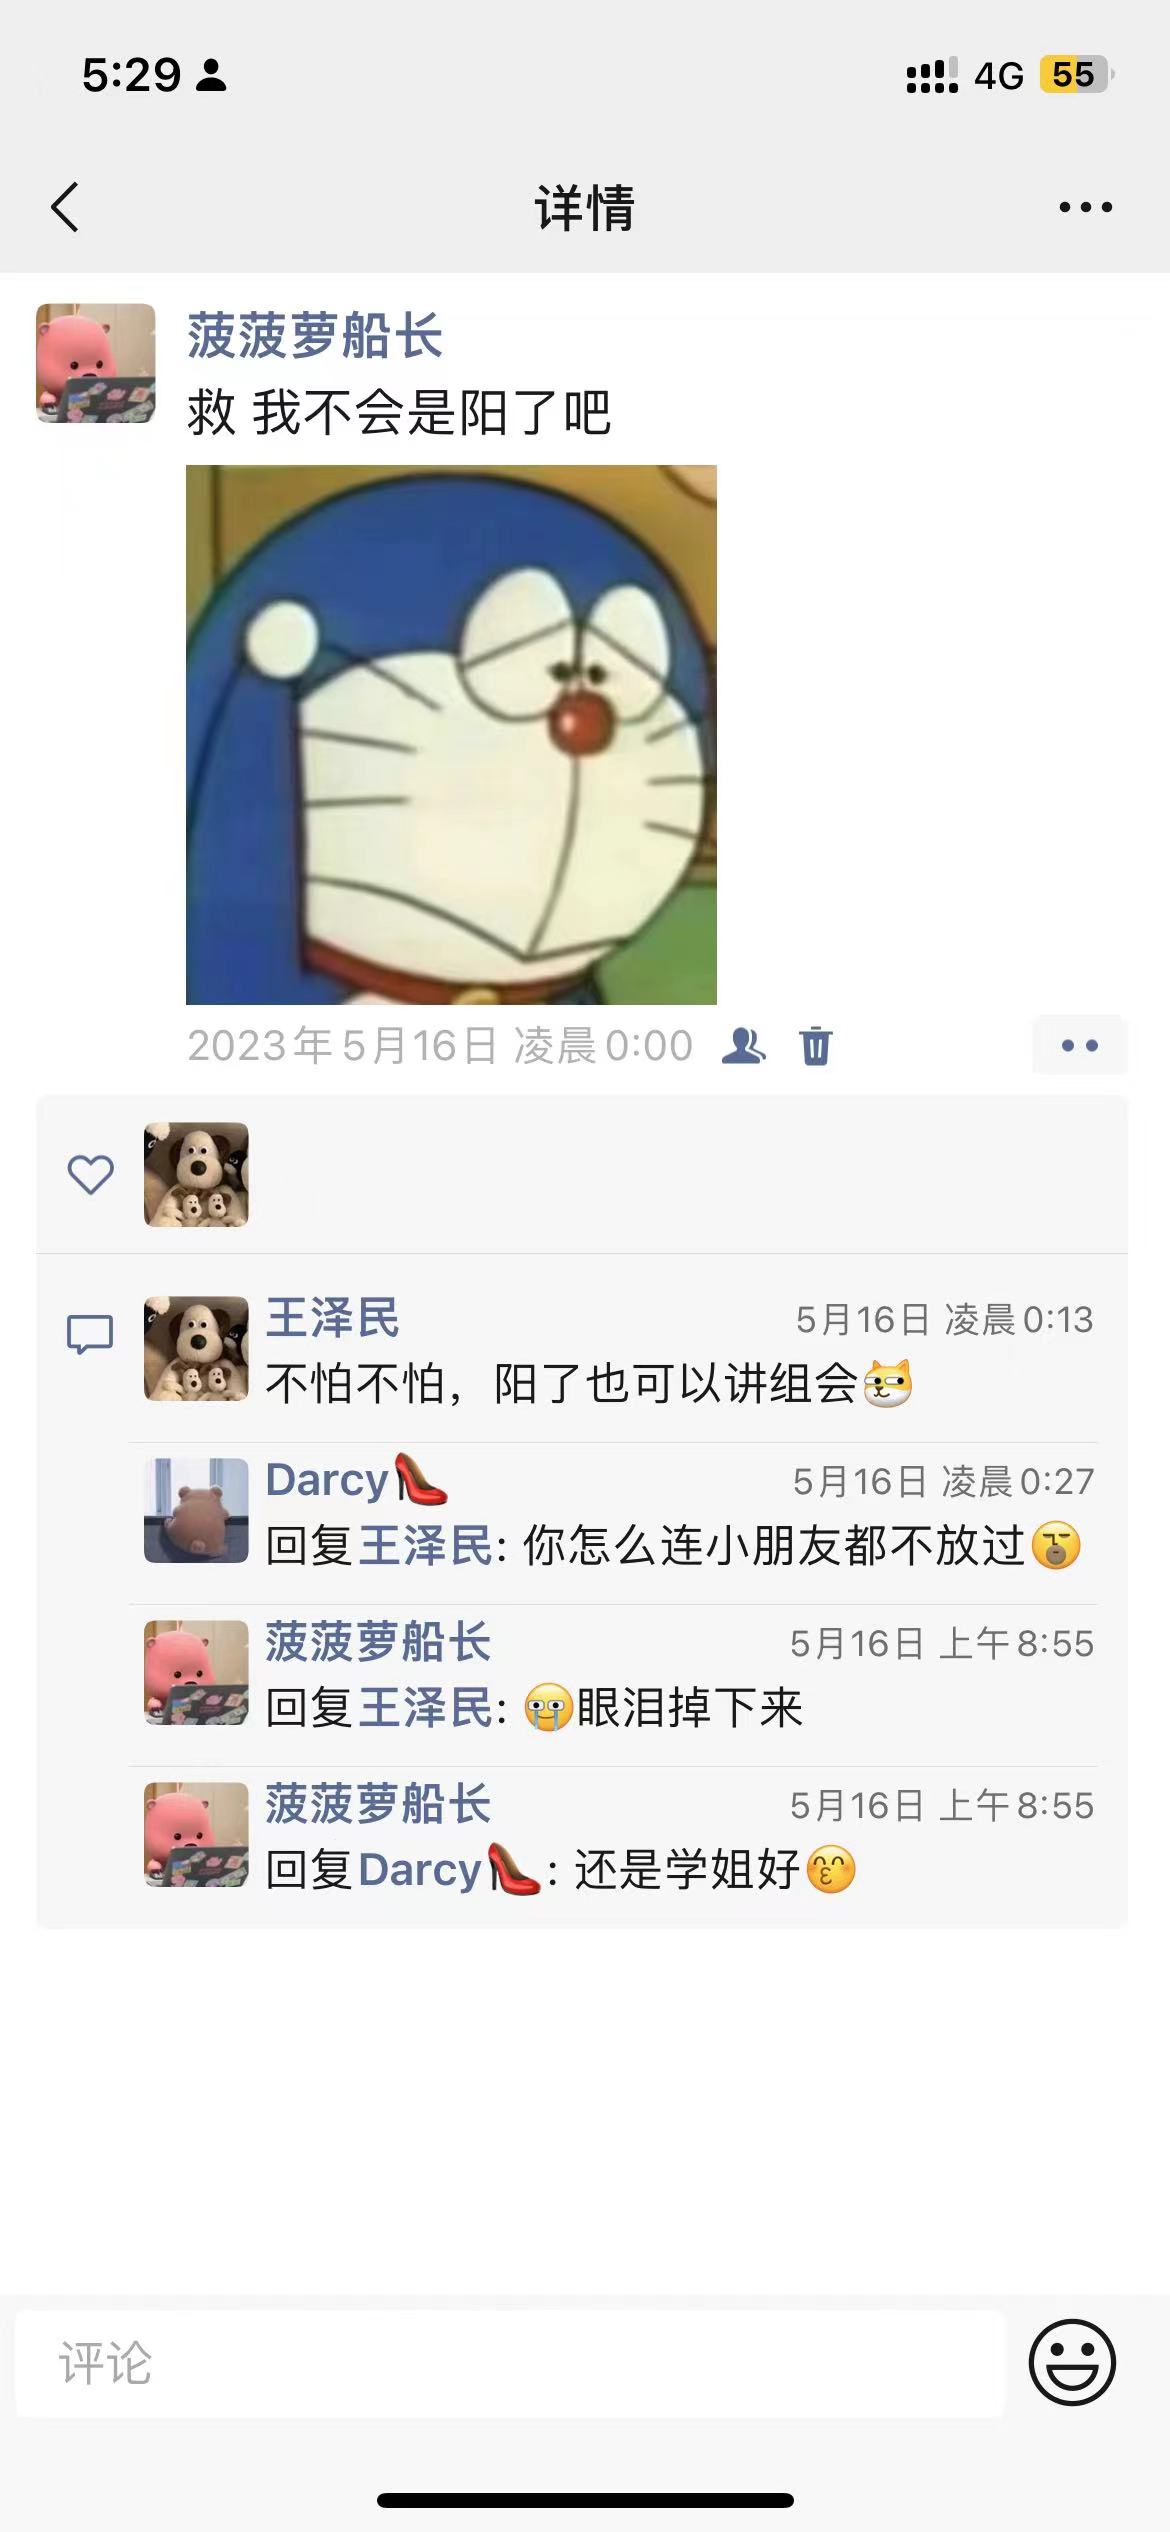 5:29 4G 55
详情
菠菠萝船长
救 我不会是阳了吧
2023年5月16日 凌晨0:00
王泽民 5月16日 凌晨0:13
不怕不怕，阳了也可以讲组会
Darcy👠 5月16日 凌晨0:27
回复王泽民: 你怎么连小朋友都不放过
菠菠萝船长 5月16日 上午8:55
回复王泽民: 眼泪掉下来
菠菠萝船长 5月16日 上午8:55
回复Darcy👠: 还是学姐好
评论